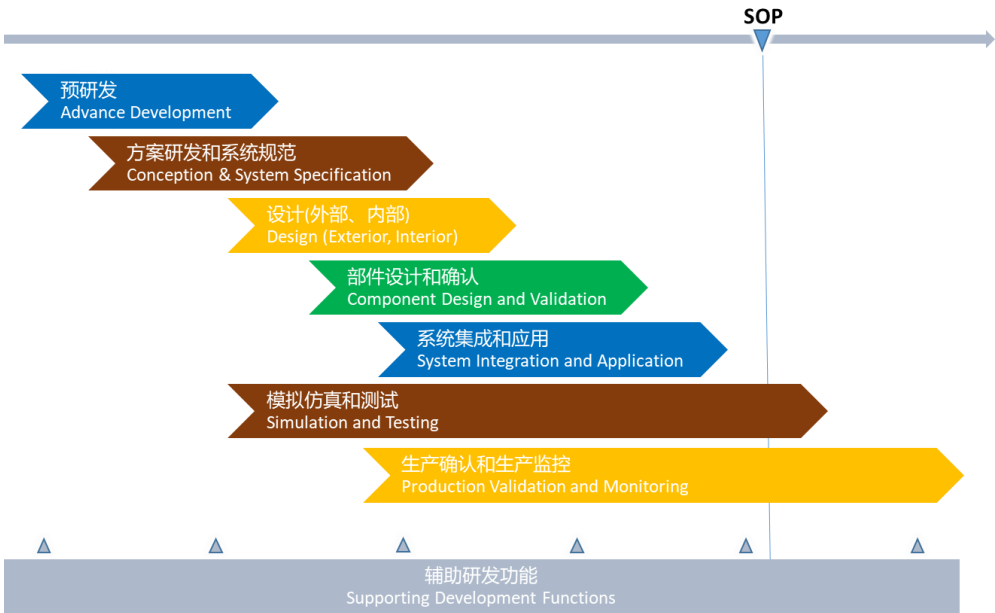 SOP
预研发
Advance Development
方案研发和系统规范
Conception & System Specification
设计(外部、内部)
Design (Exterior, Interior)
部件设计和确认
Component Design and Validation
系统集成和应用
System Integration and Application
模拟仿真和测试
Simulation and Testing
生产确认和生产监控
Production Validation and Monitoring
辅助研发功能
Supporting Development Functions